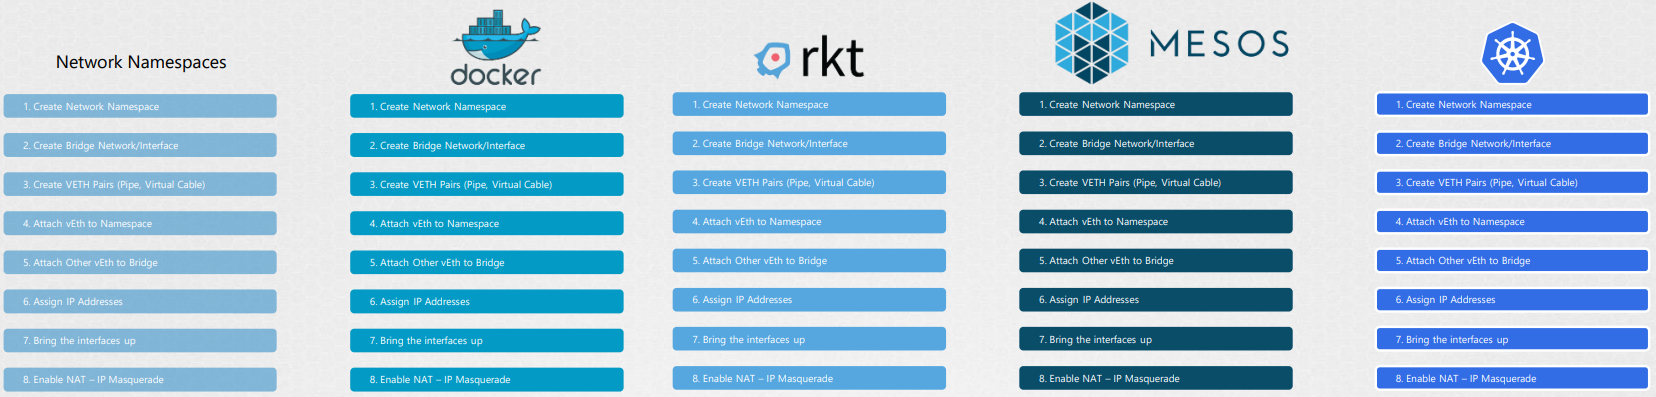 Network Namespaces
1. Create Network Namespace
2. Create Bridge Network/Interface
3. Create VETH Pairs (Pipe, Virtual Cable)
4. Attach vEth to Namespace
5. Attach Other vEth to Bridge
6. Assign IP Addresses
7. Bring the interfaces up
8. Enable NAT – IP Masquerade
docker
1. Create Network Namespace
2. Create Bridge Network/Interface
3. Create VETH Pairs (Pipe, Virtual Cable)
4. Attach vEth to Namespace
5. Attach Other vEth to Bridge
6. Assign IP Addresses
7. Bring the interfaces up
8. Enable NAT – IP Masquerade
rkt
1. Create Network Namespace
2. Create Bridge Network/Interface
3. Create VETH Pairs (Pipe, Virtual Cable)
4. Attach vEth to Namespace
5. Attach Other vEth to Bridge
6. Assign IP Addresses
7. Bring the interfaces up
8. Enable NAT – IP Masquerade
MESOS
1. Create Network Namespace
2. Create Bridge Network/Interface
3. Create VETH Pairs (Pipe, Virtual Cable)
4. Attach vEth to Namespace
5. Attach Other vEth to Bridge
6. Assign IP Addresses
7. Bring the interfaces up
8. Enable NAT – IP Masquerade
1. Create Network Namespace
2. Create Bridge Network/Interface
3. Create VETH Pairs (Pipe, Virtual Cable)
4. Attach vEth to Namespace
5. Attach Other vEth to Bridge
6. Assign IP Addresses
7. Bring the interfaces up
8. Enable NAT – IP Masquerade